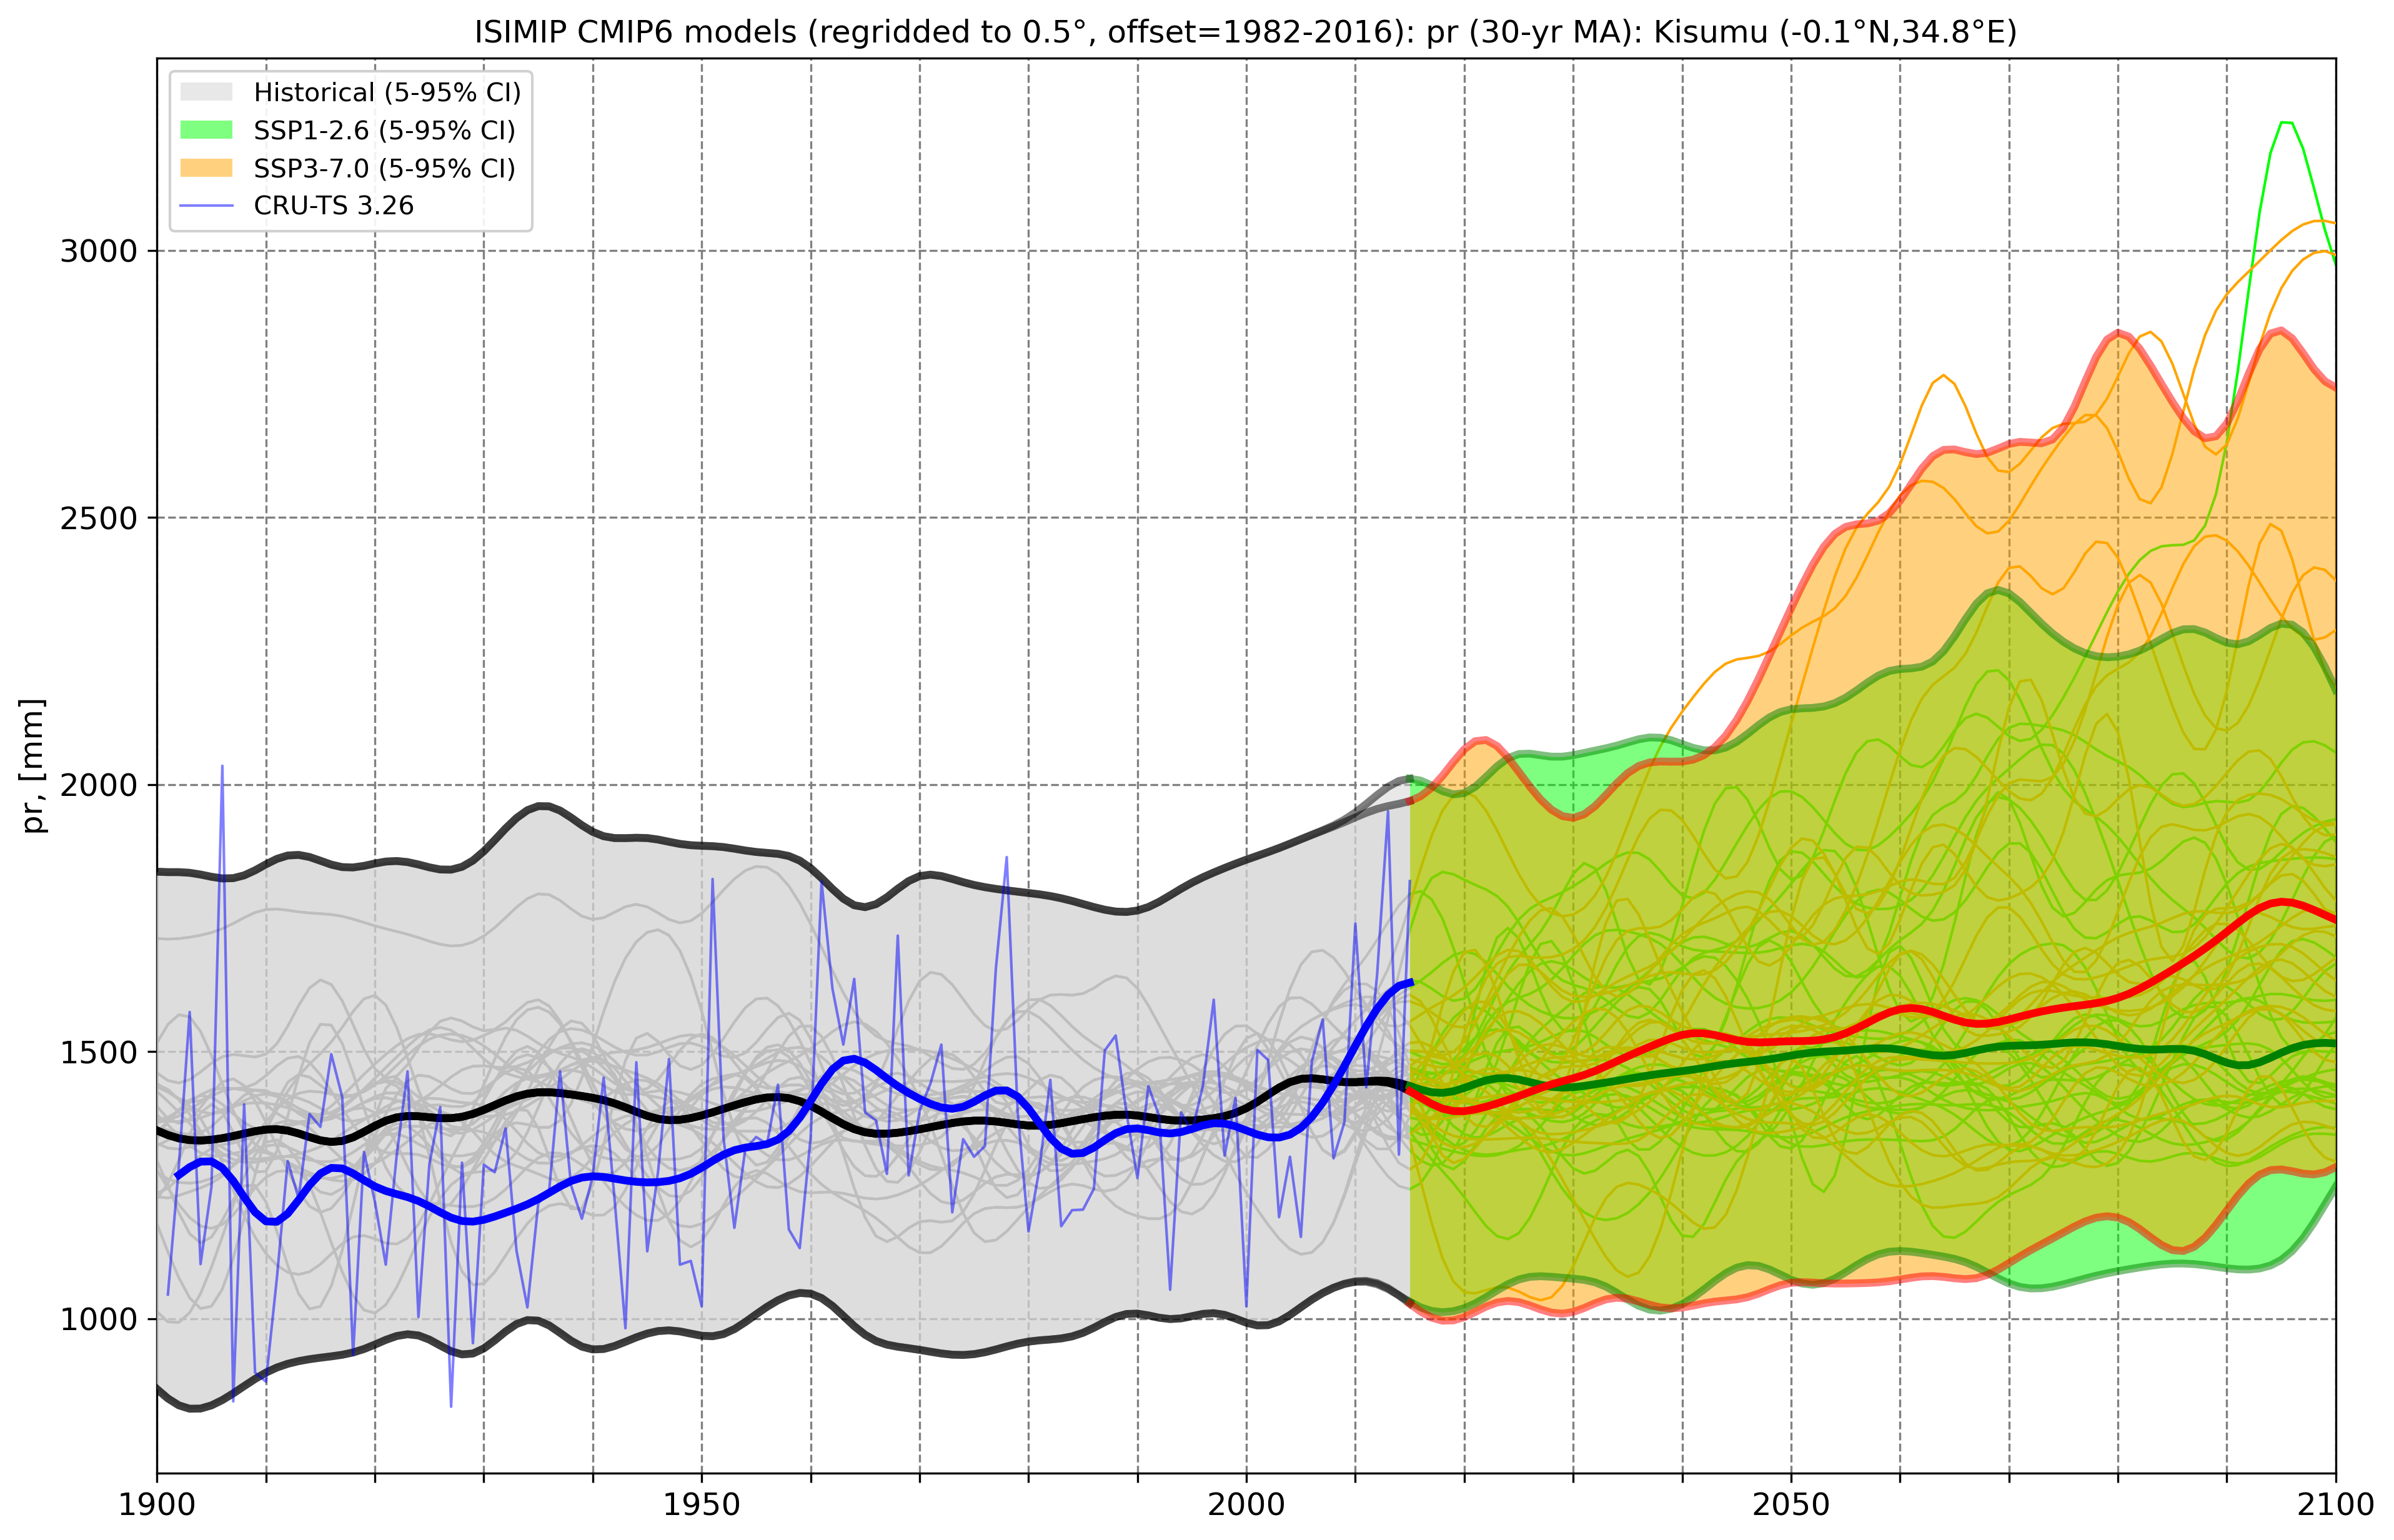 ISIMIP CMIP6 models (regridded to 0.5°, offset=1982-2016): pr (30-yr MA): Kisumu (-0.1°N,34.8°E)
Historical (5-95% CI)
SSP1-2.6 (5-95% CI)
SSP3-7.0 (5-95% CI)
CRU-TS 3.26
pr, [mm]
3000
2500
2000
1500
1000
1900
1950
2000
2050
2100